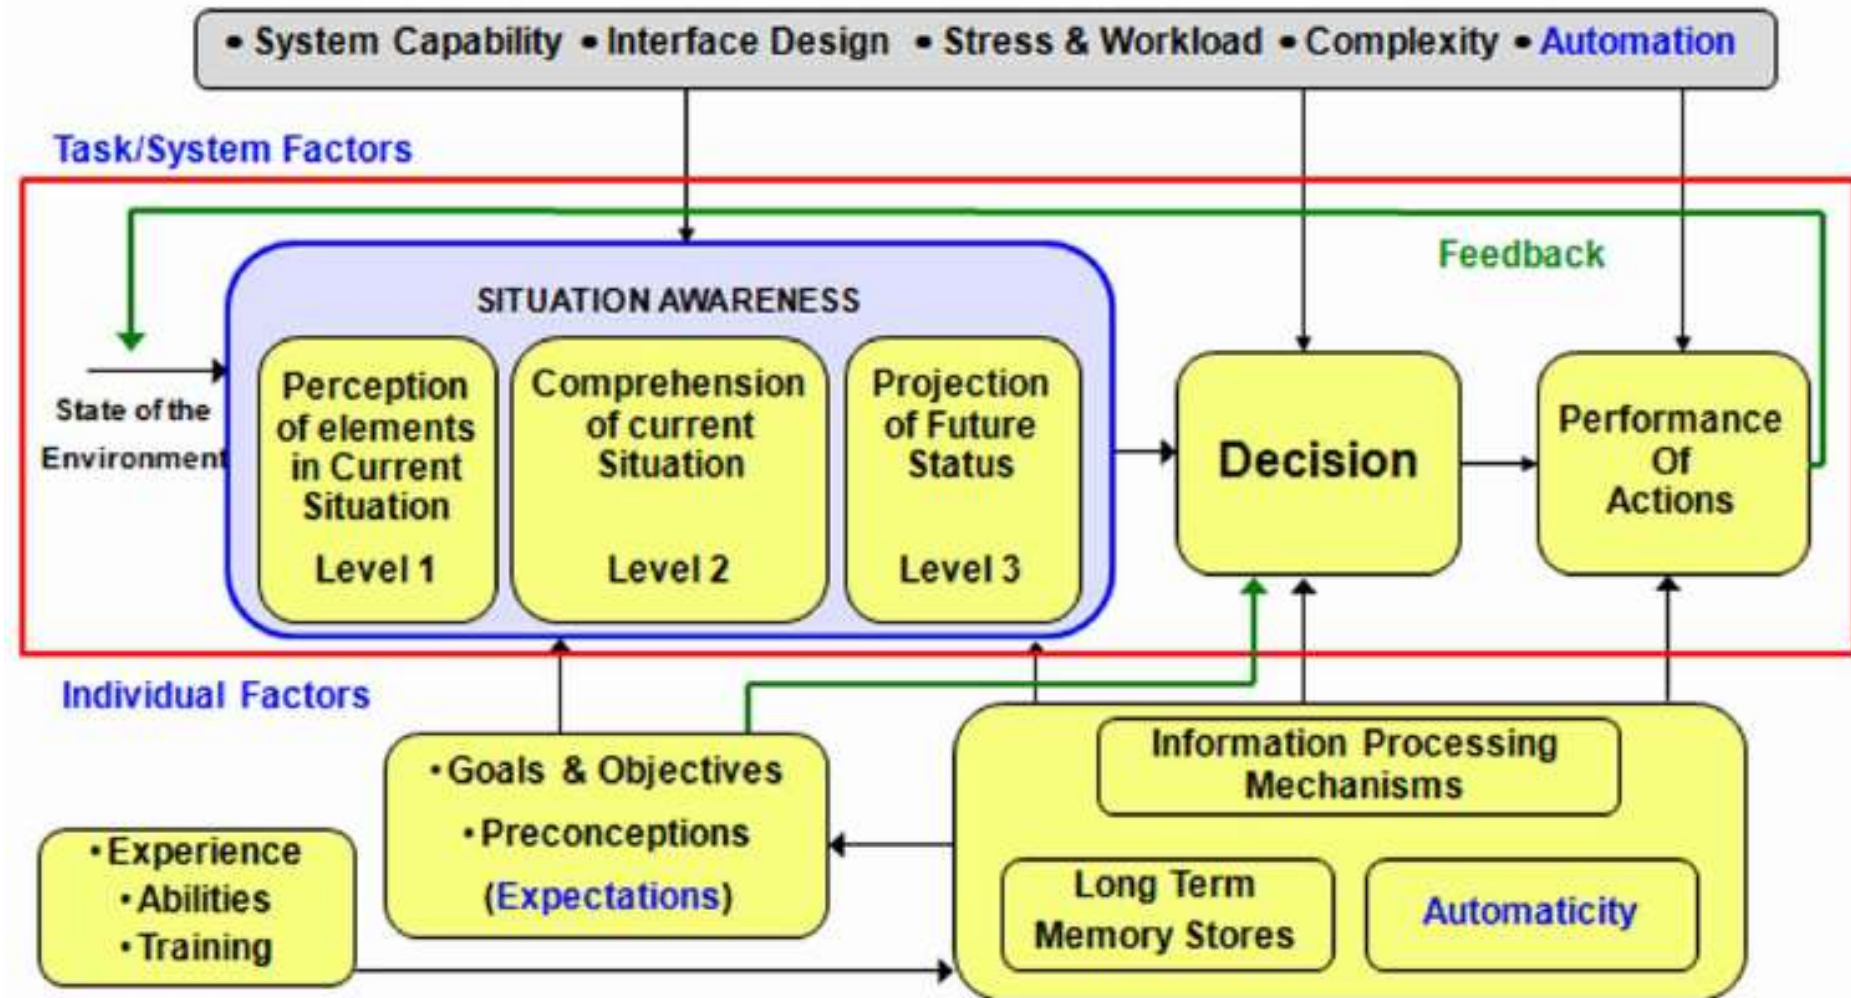 • System Capability • Interface Design • Stress & Workload • Complexity • Automation
Task/System Factors
Feedback
SITUATION AWARENESS
State of the
Environment
Perception
of elements
in Current
Situation
Level 1
Comprehension
of current
Situation
Level 2
Projection
of Future
Status
Level 3
Decision
Performance
Of
Actions
Individual Factors
• Goals & Objectives
• Preconceptions
(Expectations)
Information Processing
Mechanisms
• Experience
• Abilities
• Training
Long Term
Memory Stores
Automaticity